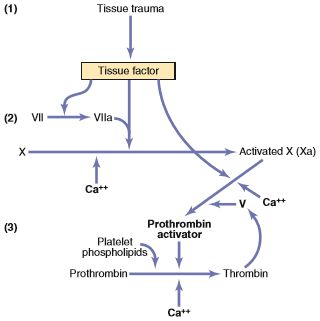 (1)
Tissue trauma
Tissue factor
(2)
VII
VIIa
X
Activated X (Xa)
Ca++
Ca++
V
(3)
Prothrombin
activator
Platelet
phospholipids
Prothrombin
Thrombin
Ca++